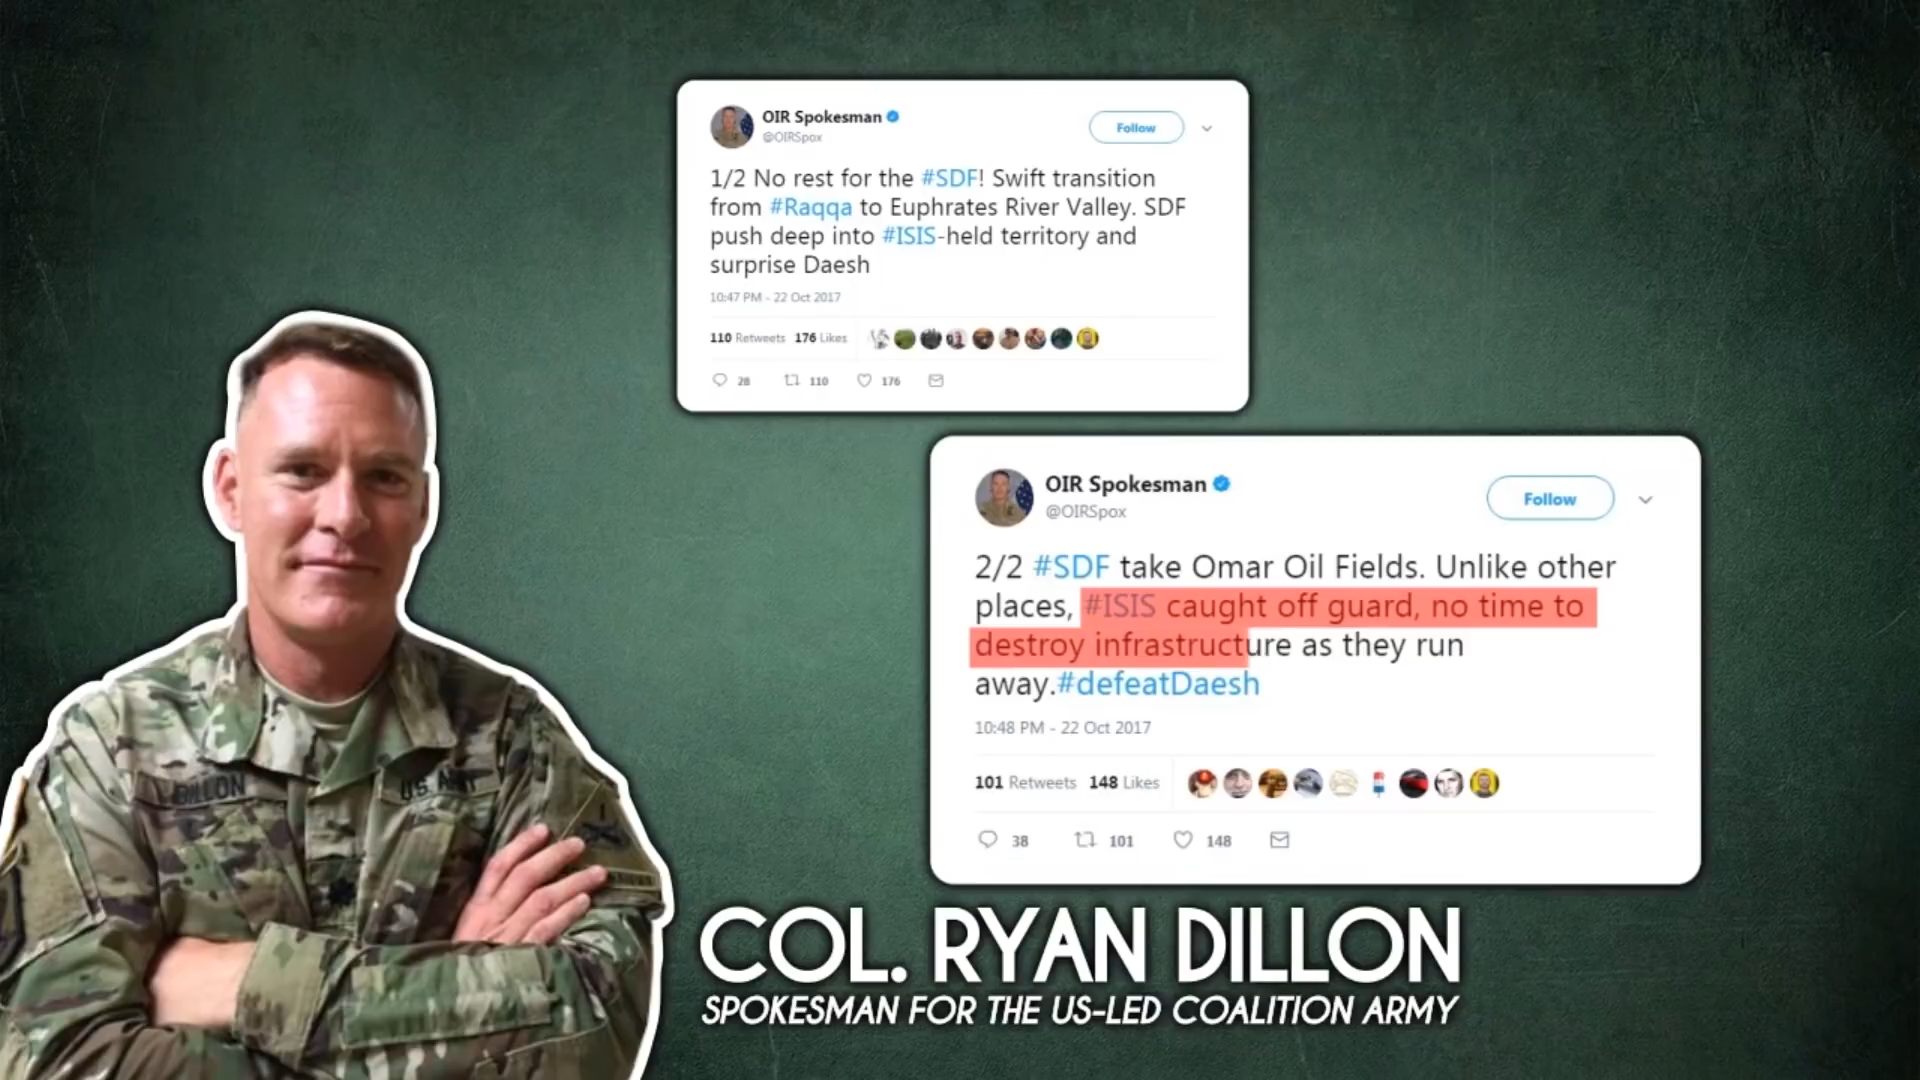 OIR Spokesman
@OIRSpox
Follow
1/2 No rest for the #SDF! Swift transition
from #Raqqa to Euphrates River Valley. SDF
push deep into #ISIS-held territory and
surprise Daesh
10:47 PM - 22 Oct 2017
110 Retweets 176 Likes
28 110 176
OIR Spokesman
@OIRSpox
Follow
2/2 #SDF take Omar Oil Fields. Unlike other
places, #ISIS caught off guard, no time to
destroy infrastructure as they run
away.#defeatDaesh
10:48 PM - 22 Oct 2017
101 Retweets 148 Likes
38 101 148
DILLON
U.S. ARMY
COL. RYAN DILLON
SPOKESMAN FOR THE US-LED COALITION ARMY